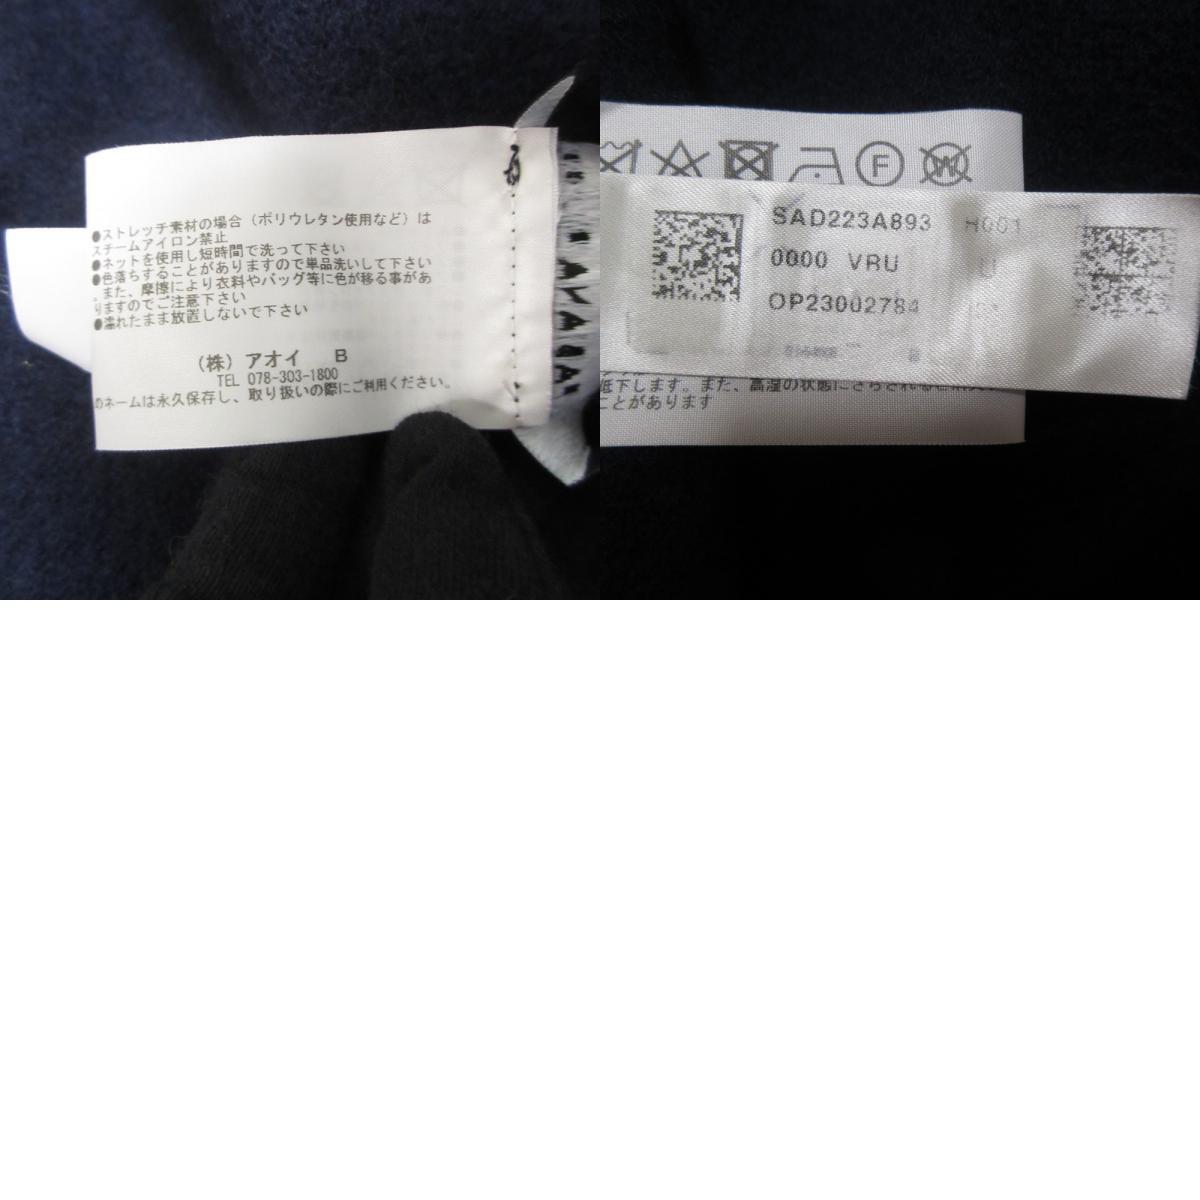 ●ストレッチ素材の場合（ポリウレタン使用など）は
スチームアイロン禁止
●ネットを使用し短時間で洗って下さい
●色落ちすることがありますので単品洗いして下さい
。また、摩擦により衣料やバッグ等に色が移る事があ
りますのでご注意下さい
●濡れたまま放置しないで下さい
（株）アオイ B
TEL 078-303-1800
のネームは永久保存し、取り扱いの際にご利用ください。
F
W
SAD223A893 H001
0000 VRU U
OP23002784
低下します。また、高湿の状態にさらされると
ことがあります